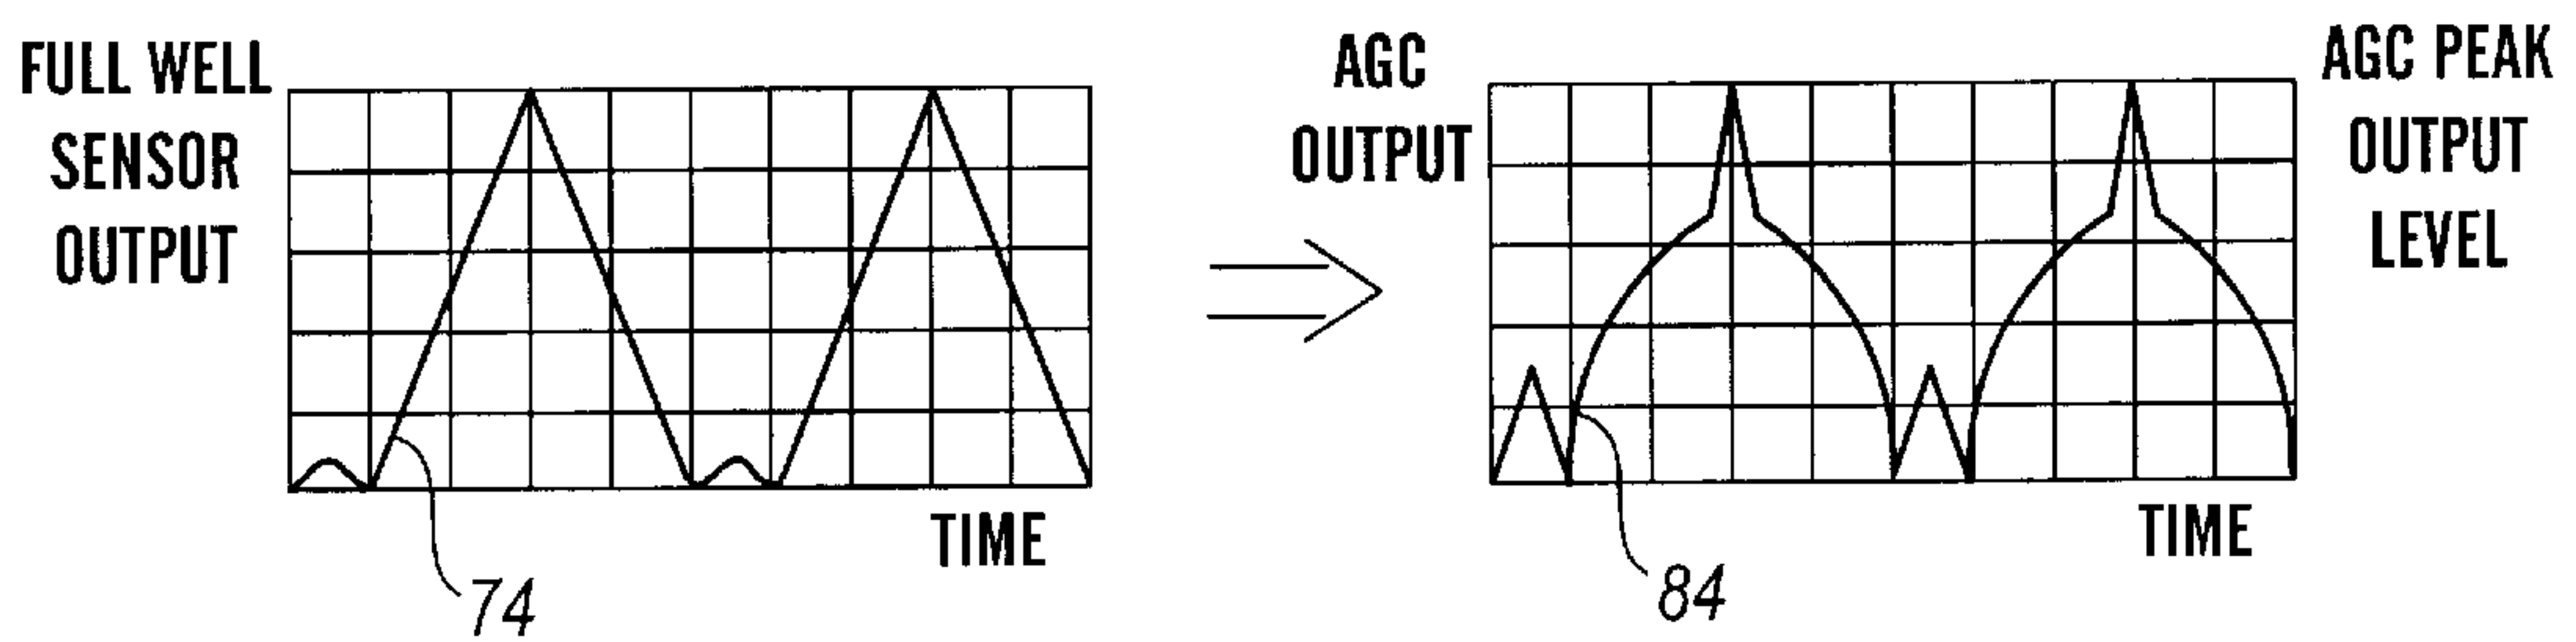 FULL WELL
SENSOR
OUTPUT
TIME
74
AGC
OUTPUT
AGC PEAK
OUTPUT
LEVEL
TIME
84